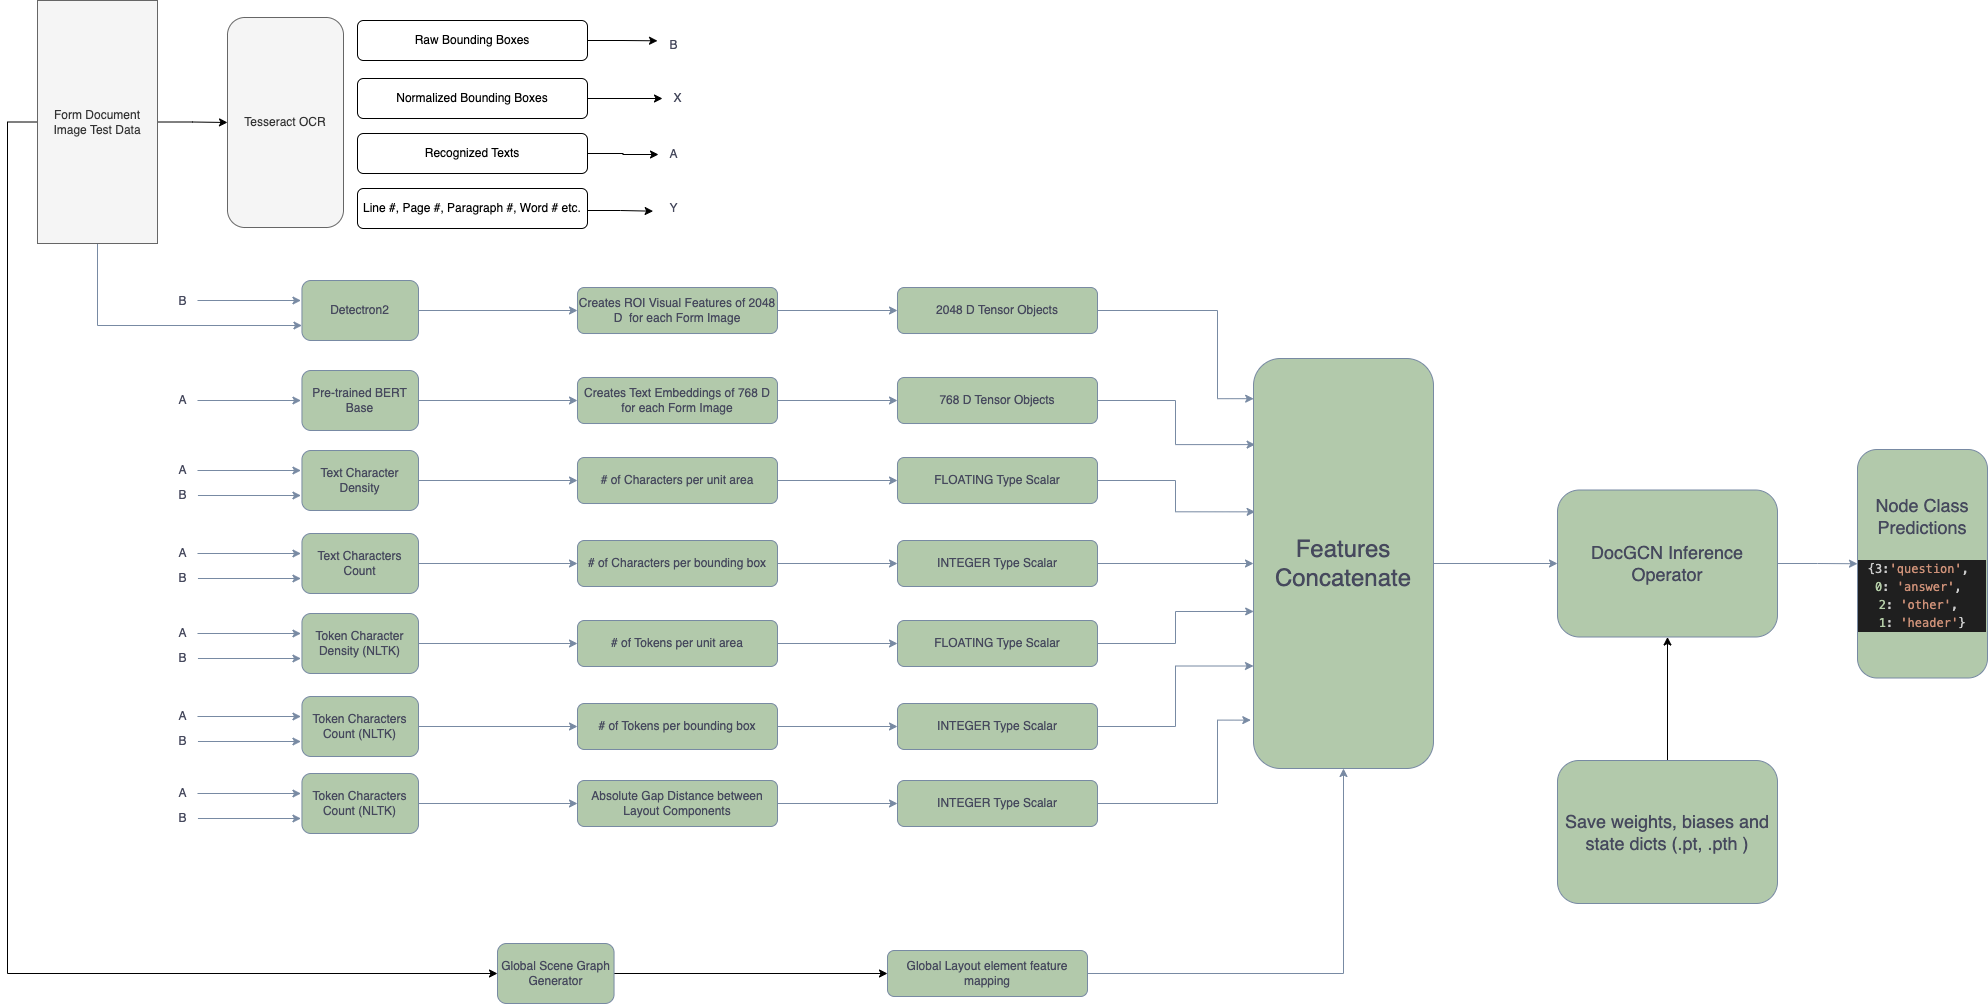 Form Document
Image Test Data
Tesseract OCR
Raw Bounding Boxes
B
Normalized Bounding Boxes
X
Recognized Texts
A
Line #, Page #, Paragraph #, Word # etc.
Y
B
Detectron2
Creates ROI Visual Features of 2048
D for each Form Image
2048 D Tensor Objects
A
Pre-trained BERT
Base
Creates Text Embeddings of 768 D
for each Form Image
768 D Tensor Objects
A
B
Text Character
Density
# of Characters per unit area
FLOATING Type Scalar
A
B
Text Characters
Count
# of Characters per bounding box
INTEGER Type Scalar
A
B
Token Character
Density (NLTK)
# of Tokens per unit area
FLOATING Type Scalar
A
B
Token Characters
Count (NLTK)
# of Tokens per bounding box
INTEGER Type Scalar
A
B
Token Characters
Count (NLTK)
Absolute Gap Distance between
Layout Components
INTEGER Type Scalar
Global Scene Graph
Generator
Global Layout element feature
mapping
Features
Concatenate
DocGCN Inference
Operator
Save weights, biases and
state dicts (.pt, .pth )
Node Class
Predictions
{3:'question',
0: 'answer',
2: 'other',
1: 'header'}